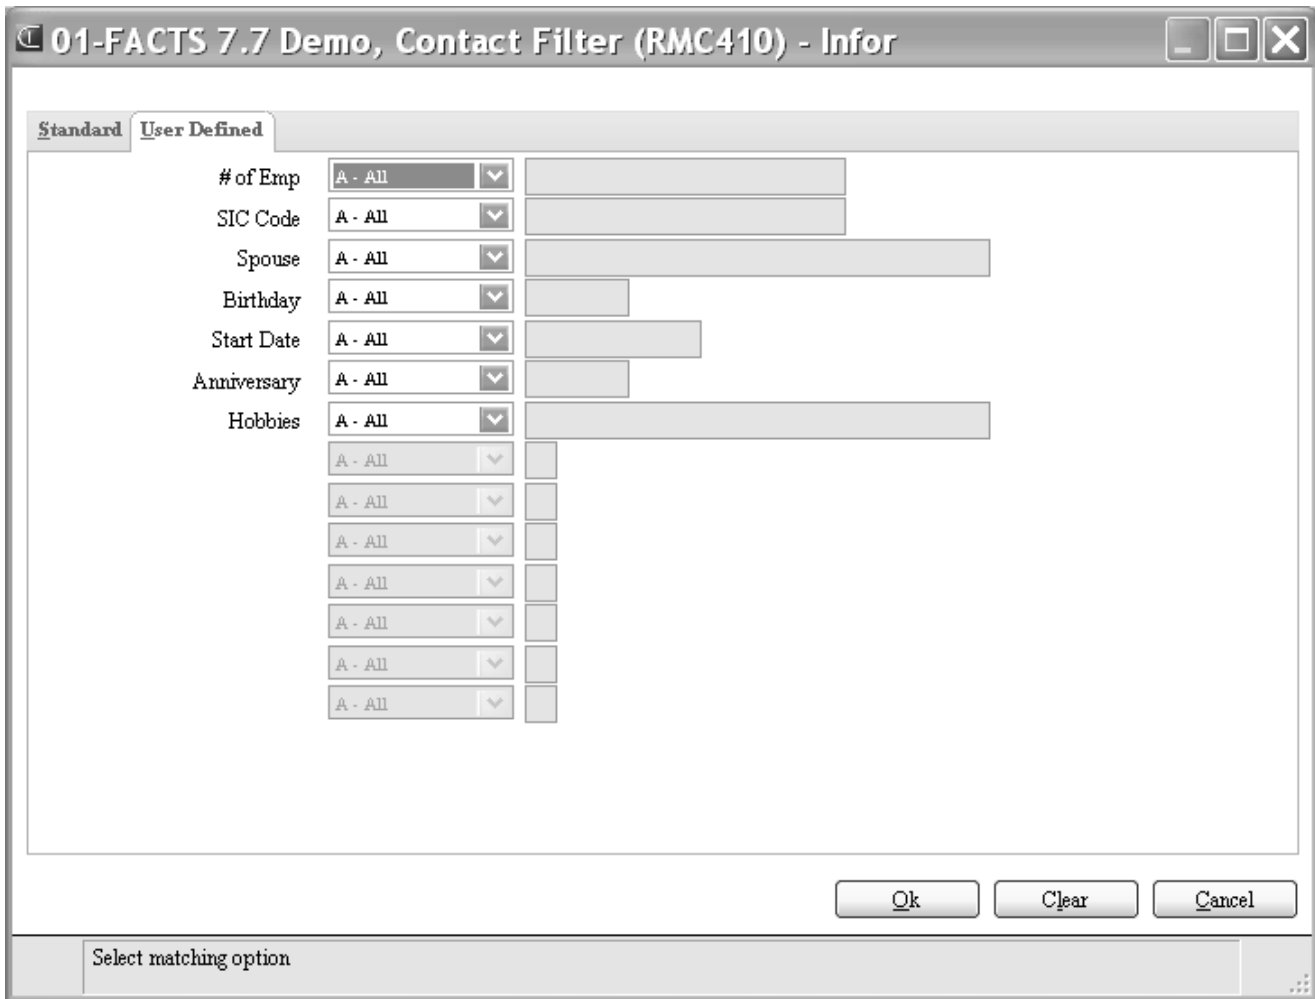 01-FACTS 7.7 Demo, Contact Filter (RMC410) - Infor
Standard User Defined
# of Emp A - All
SIC Code A - All
Spouse A - All
Birthday A - All
Start Date A - All
Anniversary A - All
Hobbies A - All
A - All
A - All
A - All
A - All
A - All
A - All
A - All
Ok Clear Cancel
Select matching option